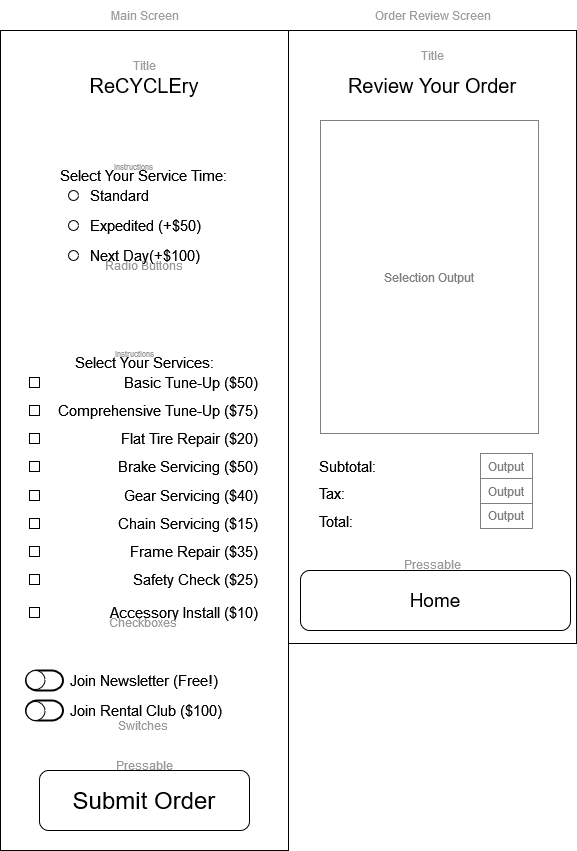 Main Screen
Title
ReCYCLEry
Instructions
Select Your Service Time:
Standard
Expedited (+$50)
Next Day(+$100)
Radio Buttons
Instructions
Select Your Services:
Basic Tune-Up ($50)
Comprehensive Tune-Up ($75)
Flat Tire Repair ($20)
Brake Servicing ($50)
Gear Servicing ($40)
Chain Servicing ($15)
Frame Repair ($35)
Safety Check ($25)
Accessory Install ($10)
Checkboxes
Join Newsletter (Free!)
Join Rental Club ($100)
Switches
Pressable
Submit Order
Order Review Screen
Title
Review Your Order
Selection Output
Subtotal: Output
Tax: Output
Total: Output
Pressable
Home